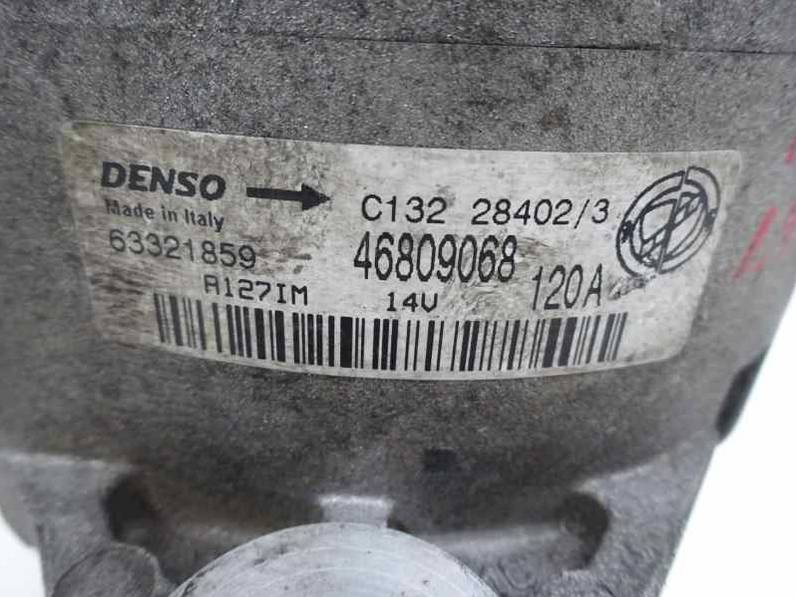 DENSO
C132 28402/3
Made in Italy
63321859
46809068
120A
A127IM
14V